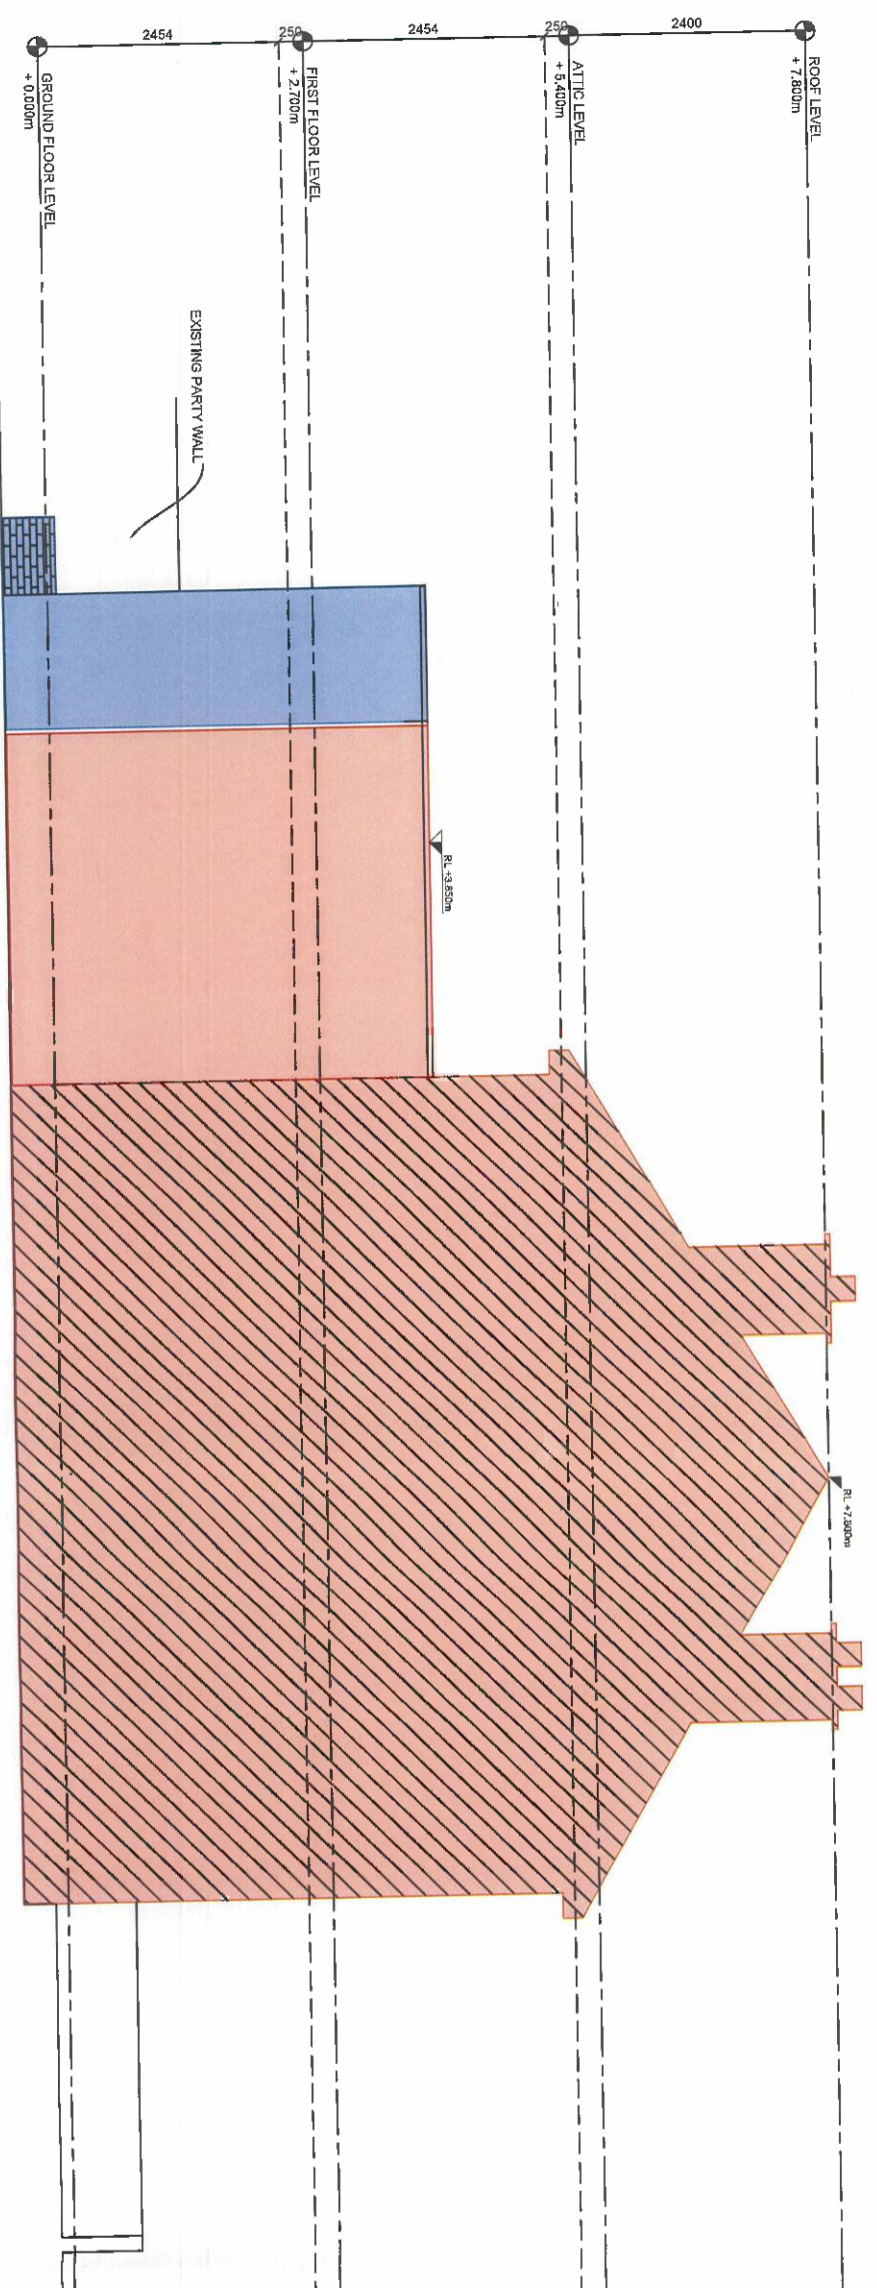 ROOF LEVEL
+ 7.800m
2400
ATTIC LEVEL
+ 5.400m
250
2454
FIRST FLOOR LEVEL
+ 2.700m
250
2454
GROUND FLOOR LEVEL
+ 0.000m
EXISTING PARTY WALL
RL +3.850m
RL +7.800m